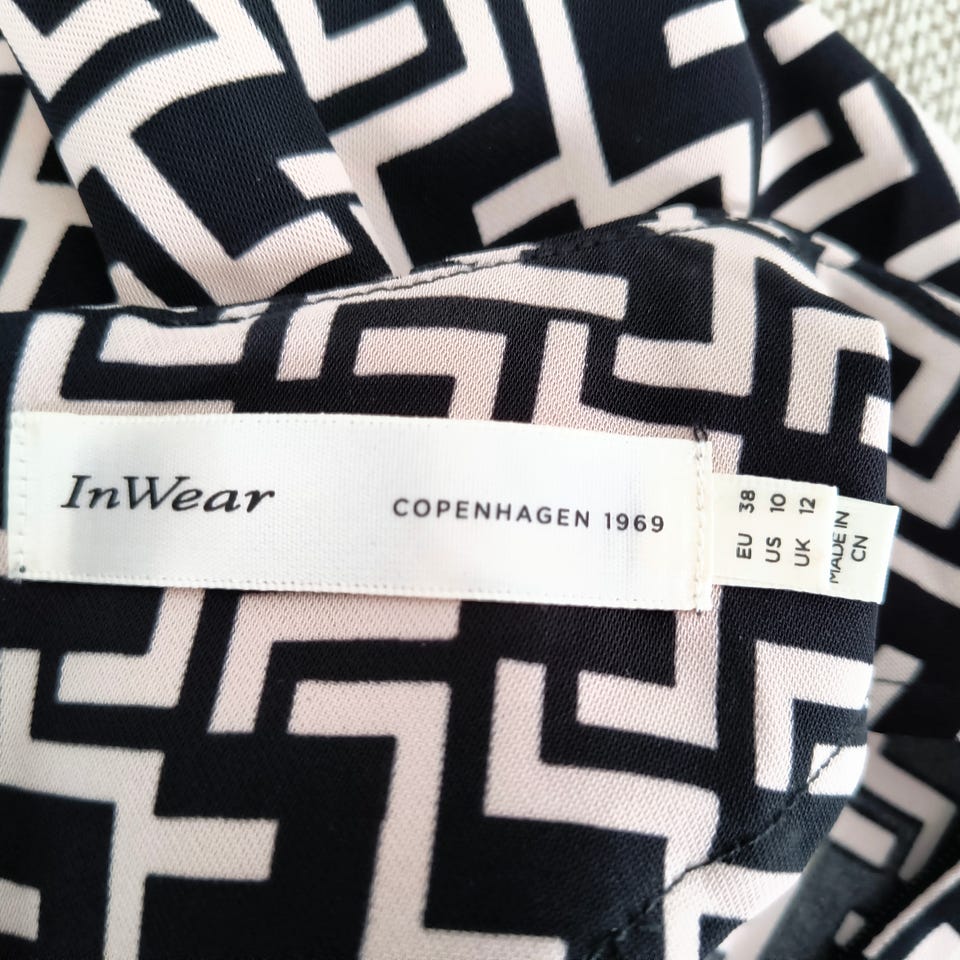 InWear
COPENHAGEN 1969
EU 38
US 10
UK 12
MADE IN
CN